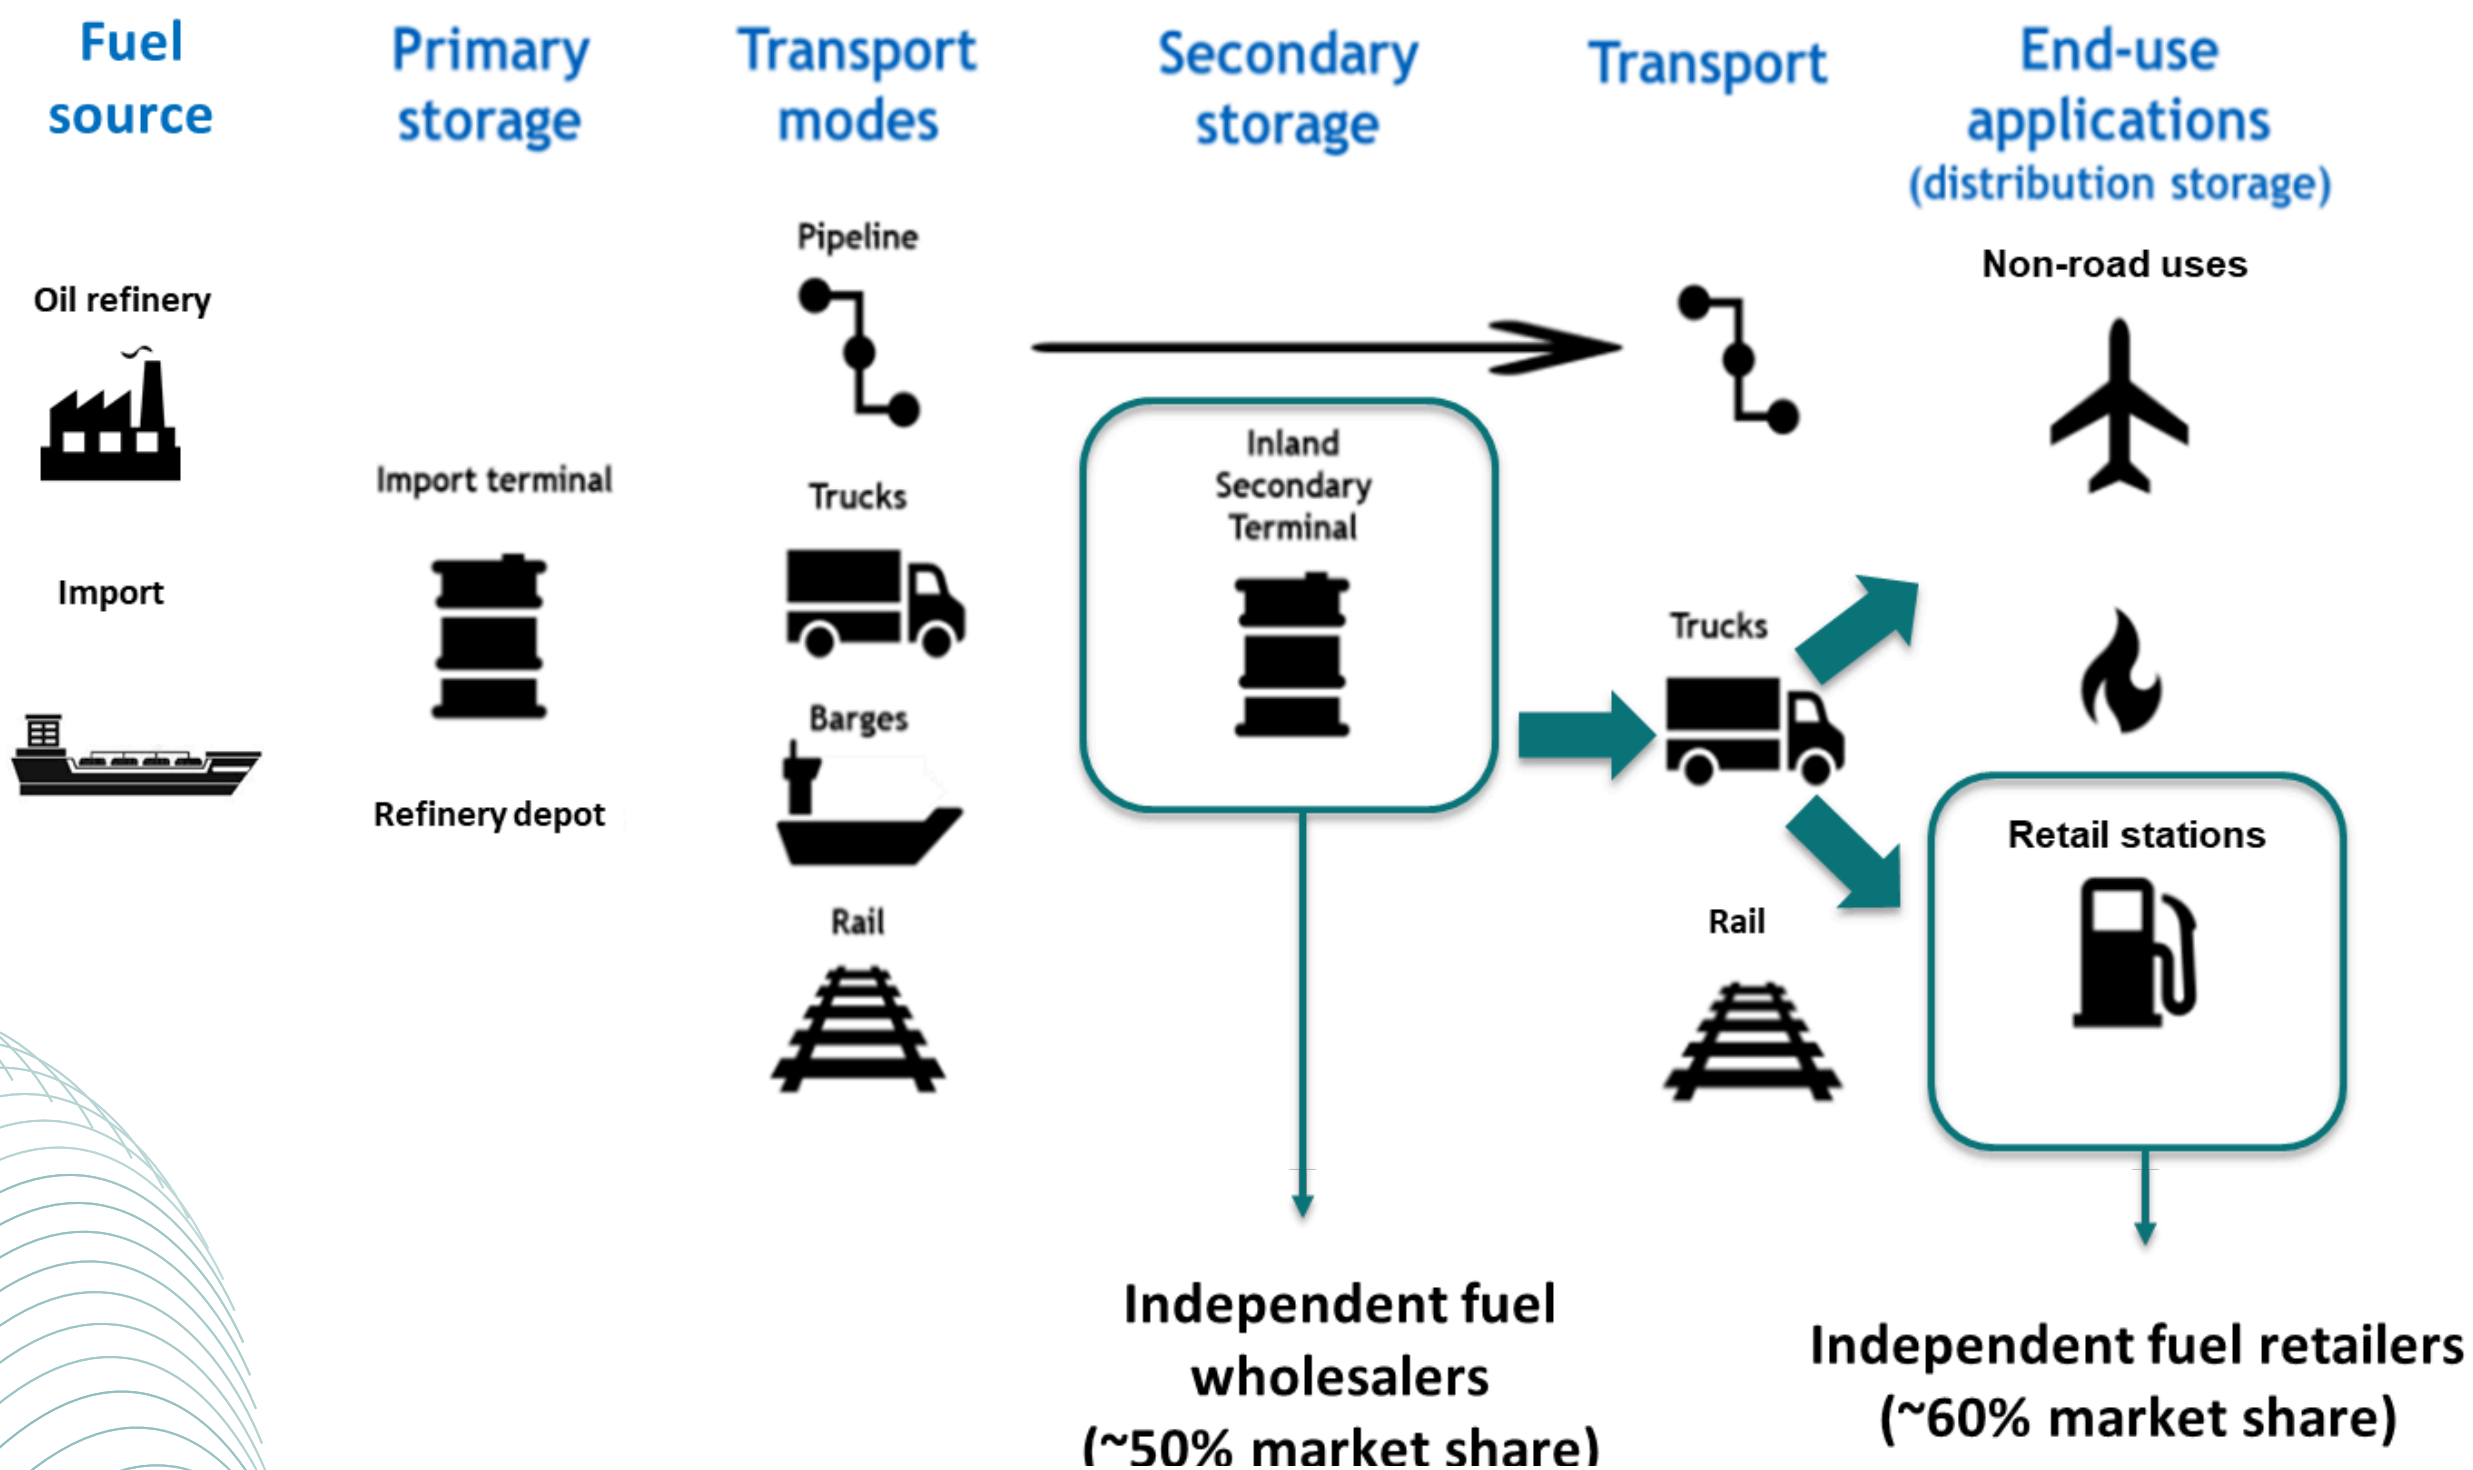 Fuel
source
Primary
storage
Transport
modes
Secondary
storage
Transport
End-use
applications
(distribution storage)
Oil refinery
Import
Import terminal
Refinery depot
Pipeline
Trucks
Barges
Rail
Inland
Secondary
Terminal
Trucks
Rail
Non-road uses
Retail stations
Independent fuel
wholesalers
(~50% market share)
Independent fuel retailers
(~60% market share)